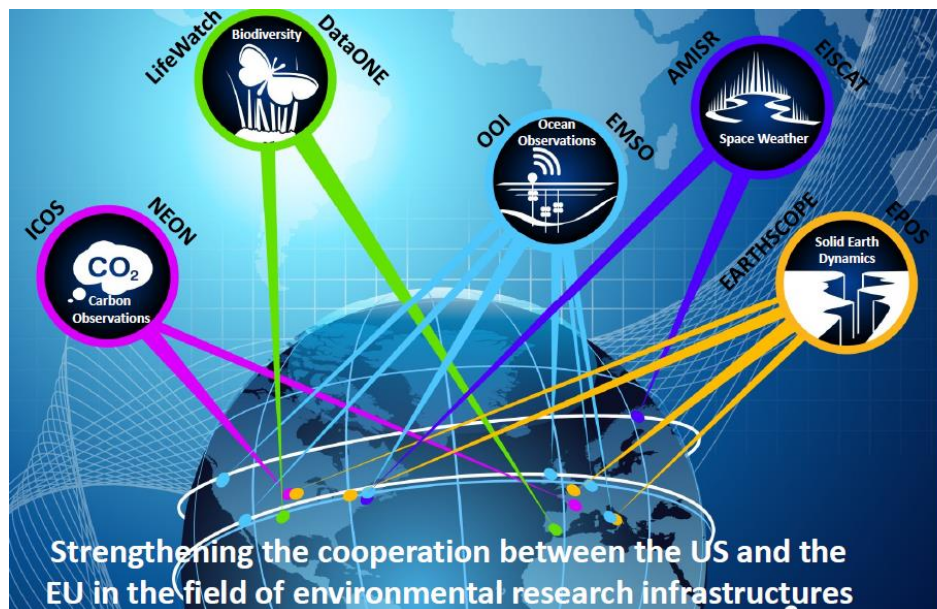 LifeWatch
Biodiversity
DataONE
AMISR
EISCAT
Space Weather
OOI
Ocean
Observations
EMSO
ICOS
NEON
CO₂
Carbon
Observations
EARTHSCOPE
EPOS
Solid Earth
Dynamics
Strengthening the cooperation between the US and the
EU in the field of environmental research infrastructures